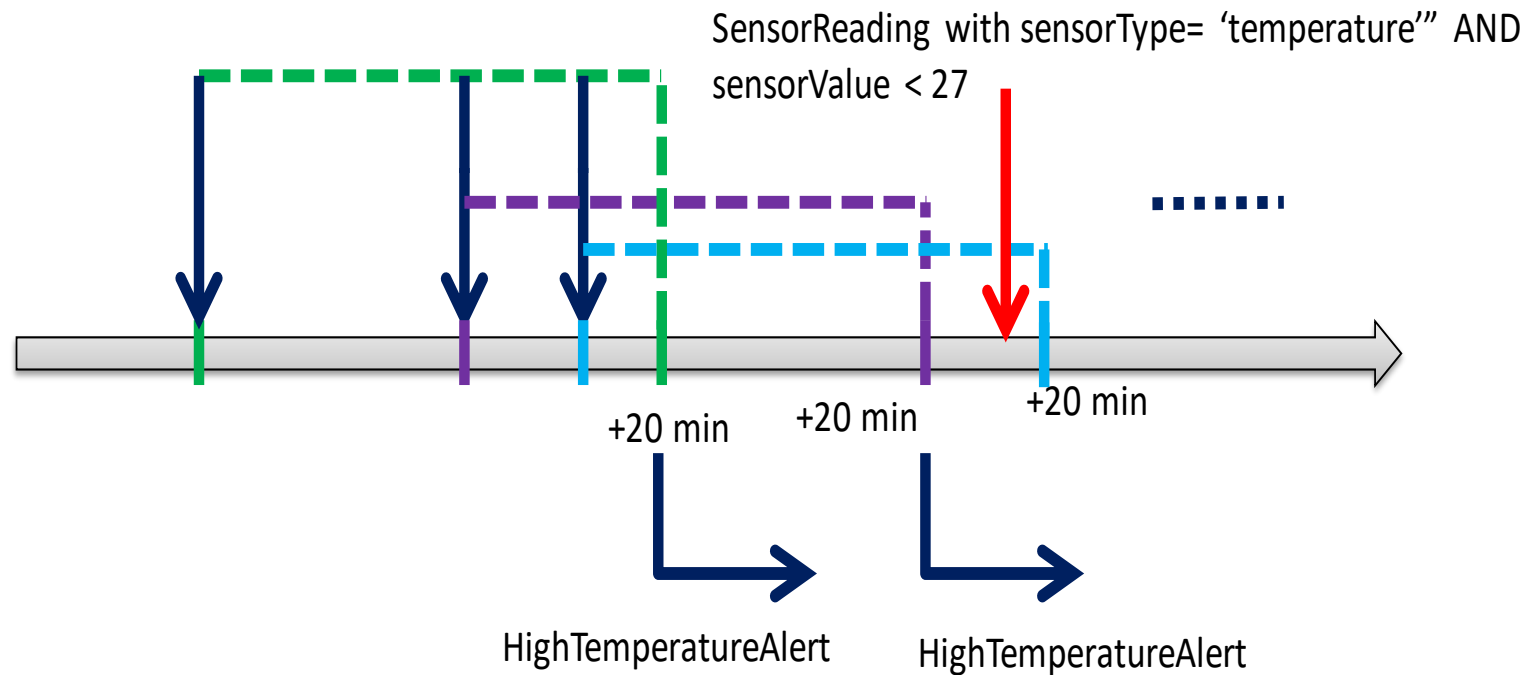 SensorReading with sensorType= ‘temperature’” AND
sensorValue < 27
+20 min
+20 min
+20 min
HighTemperatureAlert
HighTemperatureAlert